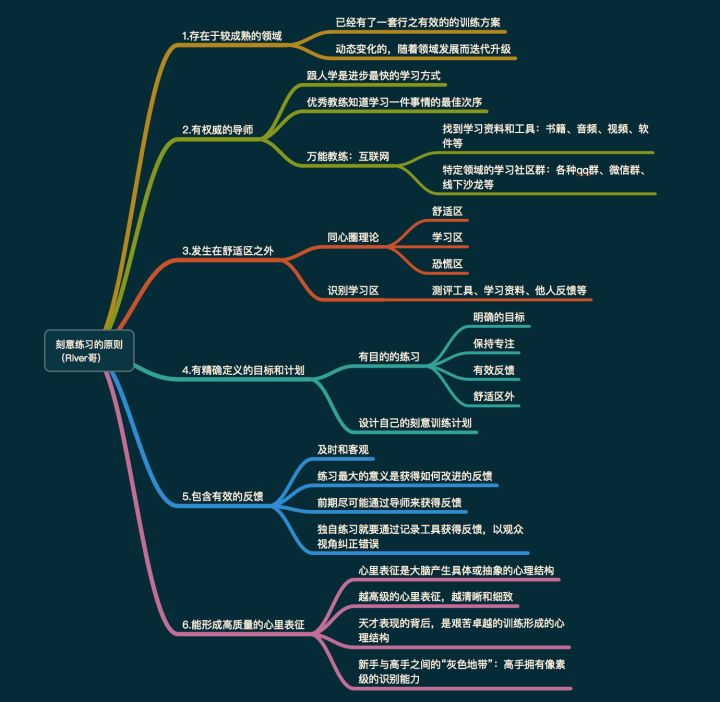 刻意练习的原则
（River哥）
1.存在于较成熟的领域
已经有了一套行之有效的的训练方案
动态变化的，随着领域发展而迭代升级
2.有权威的导师
跟人学是进步最快的学习方式
优秀教练知道学习一件事情的最佳次序
万能教练：互联网
找到学习资料和工具：书籍、音频、视频、软
件等
特定领域的学习社区群：各种qq群、微信群、
线下沙龙等
3.发生在舒适区之外
同心圈理论
舒适区
学习区
恐慌区
识别学习区
测评工具、学习资料、他人反馈等
4.有精确定义的目标和计划
有目的的练习
明确的目标
保持专注
有效反馈
舒适区外
设计自己的刻意训练计划
5.包含有效的反馈
及时和客观
练习最大的意义是获得如何改进的反馈
前期尽可能通过导师来获得反馈
独自练习就要通过记录工具获得反馈，以观众
视角纠正错误
6.能形成高质量的心里表征
心里表征是大脑产生具体或抽象的心理结构
越高级的心里表征，越清晰和细致
天才表现的背后，是艰苦卓越的训练形成的心
理结构
新手与高手之间的“灰色地带”：高手拥有像素
级的识别能力